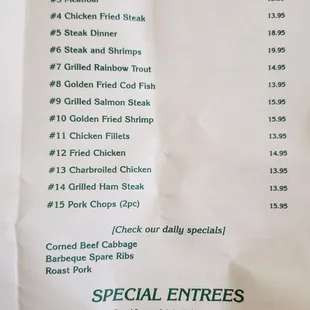 #4 Chicken Fried Steak 13.95
#5 Steak Dinner 18.95
#6 Steak and Shrimps 19.95
#7 Grilled Rainbow Trout 14.95
#8 Golden Fried Cod Fish 13.95
#9 Grilled Salmon Steak 15.95
#10 Golden Fried Shrimp 15.95
#11 Chicken Fillets 13.95
#12 Fried Chicken 14.95
#13 Charbroiled Chicken 13.95
#14 Grilled Ham Steak 13.95
#15 Pork Chops (2pc) 15.95
[Check our daily specials]
Corned Beef Cabbage
Barbeque Spare Ribs
Roast Pork
SPECIAL ENTREES